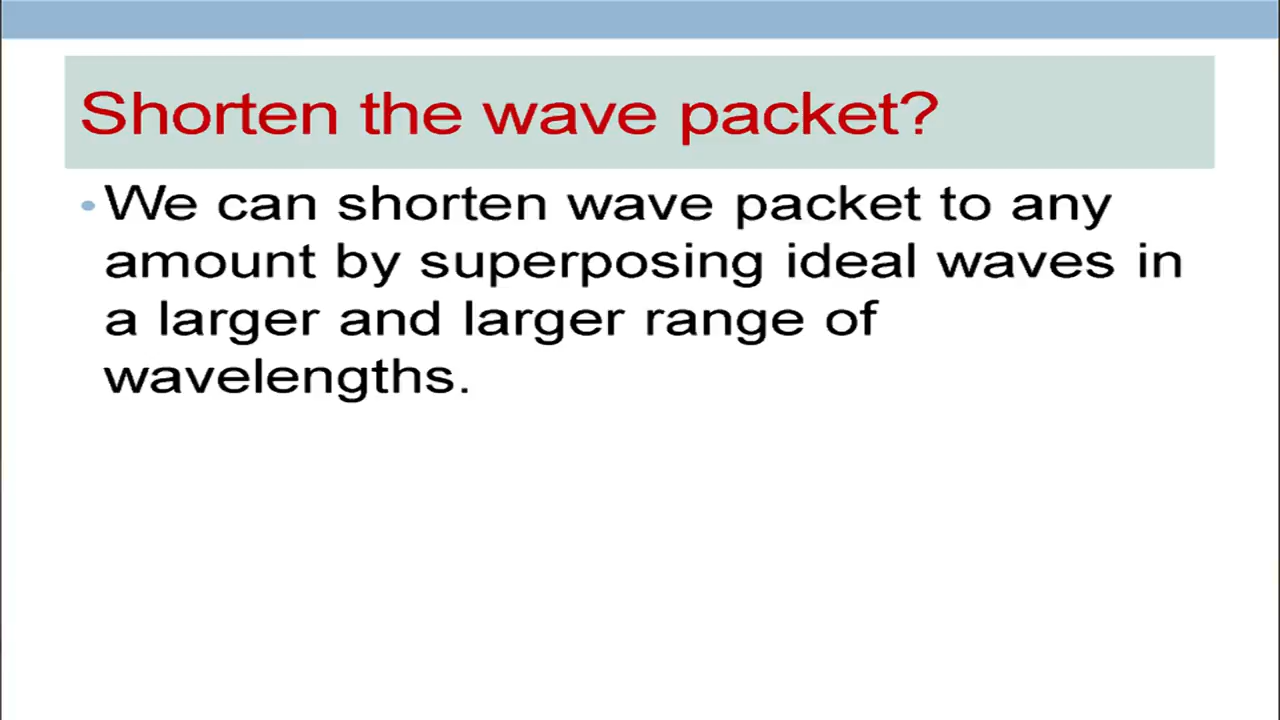 Shorten the wave packet?
•We can shorten wave packet to any
amount by superposing ideal waves in
a larger and larger range of
wavelengths.